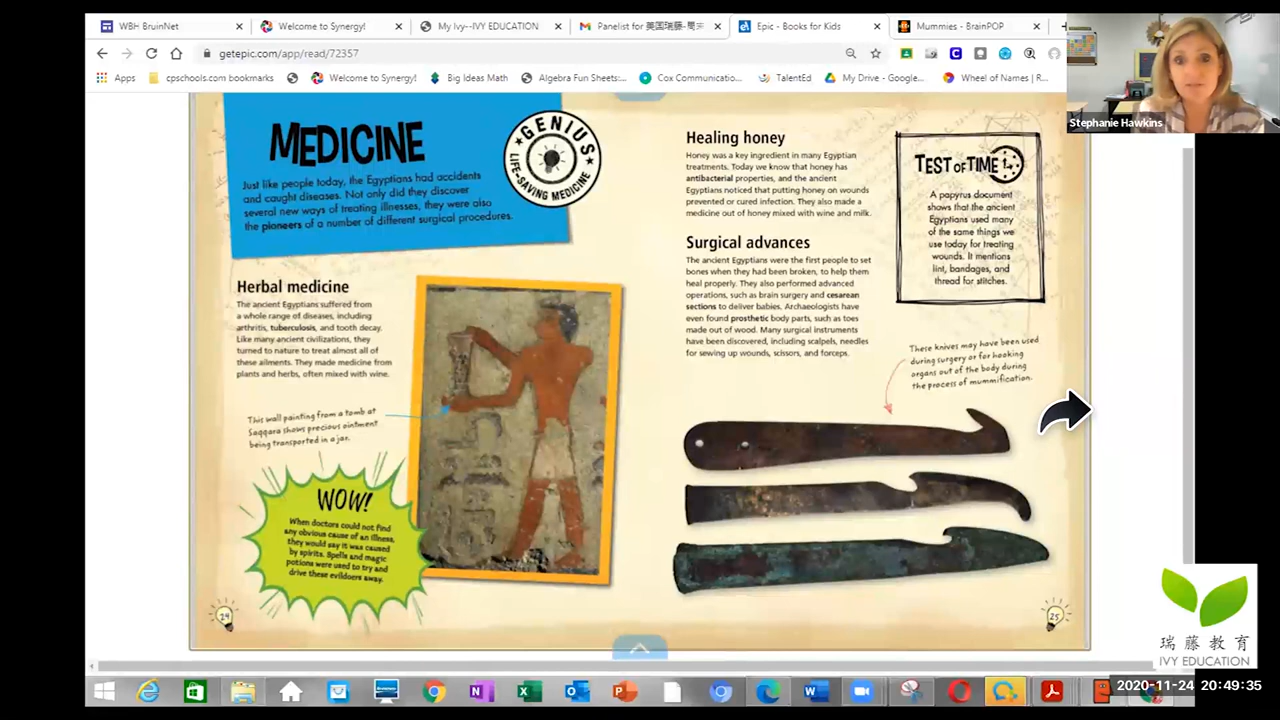 WBH BruinNet
Welcome to Synergy!
My Ivy--IVY EDUCATION
Panelist for 美国瑞藤-周末
Epic - Books for Kids
Mummies - BrainPOP
getepic.com/app/read/72357
Apps
cpschools.com bookmarks
Welcome to Synergy!
Big Ideas Math
Algebra Fun Sheets:...
Cox Communicatio...
TalentEd
My Drive - Google...
Wheel of Names | R...
Stephanie Hawkins
MEDICINE
Just like people today, the Egyptians had accidents
and caught diseases. Not only did they discover
several new ways of treating illnesses, they were also
the pioneers of a number of different surgical procedures.
GENIUS
LIFE-SAVING MEDICINE
Herbal medicine
The ancient Egyptians suffered from
a whole range of diseases, including
arthritis, tuberculosis, and tooth decay.
Like many ancient civilizations, they
turned to nature to treat almost all of
these ailments. They made medicine from
plants and herbs, often mixed with wine.
This wall painting from a tomb at
Saqqara shows precious ointment
being transported in a jar.
WOW!
When doctors could not find
any obvious cause of an illness,
they would say it was caused
by spirits. Spells and magic
potions were used to try and
drive these evildoers away.
24
Healing honey
Honey was a key ingredient in many Egyptian
treatments. Today we know that honey has
antibacterial properties, and the ancient
Egyptians noticed that putting honey on wounds
prevented or cured infection. They also made a
medicine out of honey mixed with wine and milk.
Surgical advances
The ancient Egyptians were the first people to set
bones when they had been broken, to help them
heal properly. They also performed advanced
operations, such as brain surgery and cesarean
sections to deliver babies. Archaeologists have
even found prosthetic body parts, such as toes
made out of wood. Many surgical instruments
have been discovered, including scalpels, needles
for sewing up wounds, scissors, and forceps.
TEST OF TIME
A papyrus document
shows that the ancient
Egyptians used many
of the same things we
use today for treating
wounds. It mentions
lint, bandages, and
thread for stitches.
These knives may have been used
during surgery or for hooking
organs out of the body during
the process of mummification.
25
瑞藤教育
IVY EDUCATION
2020-11-24 20:49:35